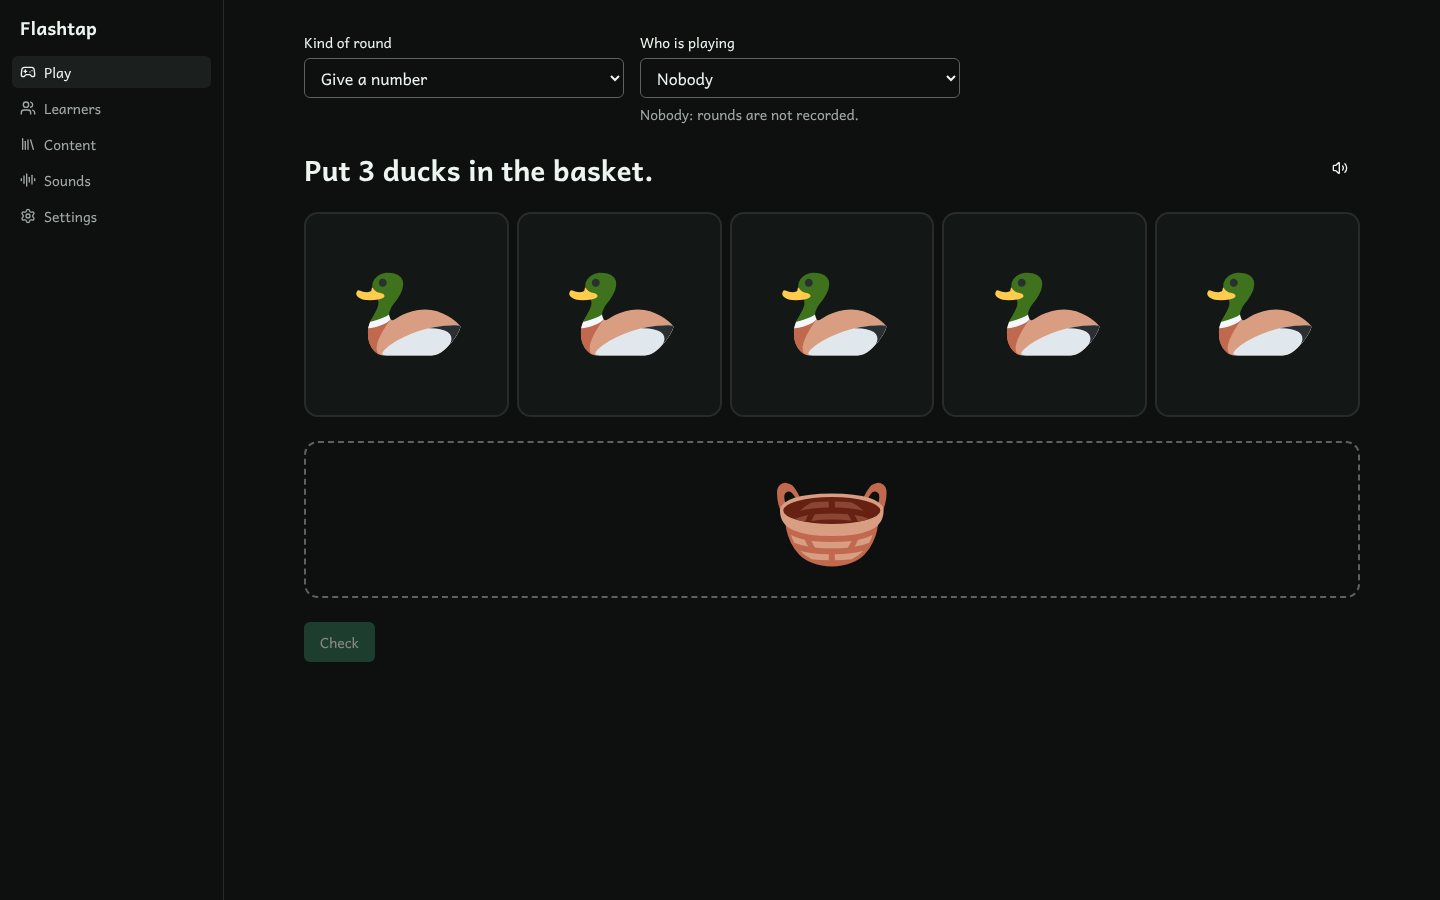 Flashtap
Play
Learners
Content
Sounds
Settings
Kind of round
Give a number
Who is playing
Nobody
Nobody: rounds are not recorded.
Put 3 ducks in the basket.
Check